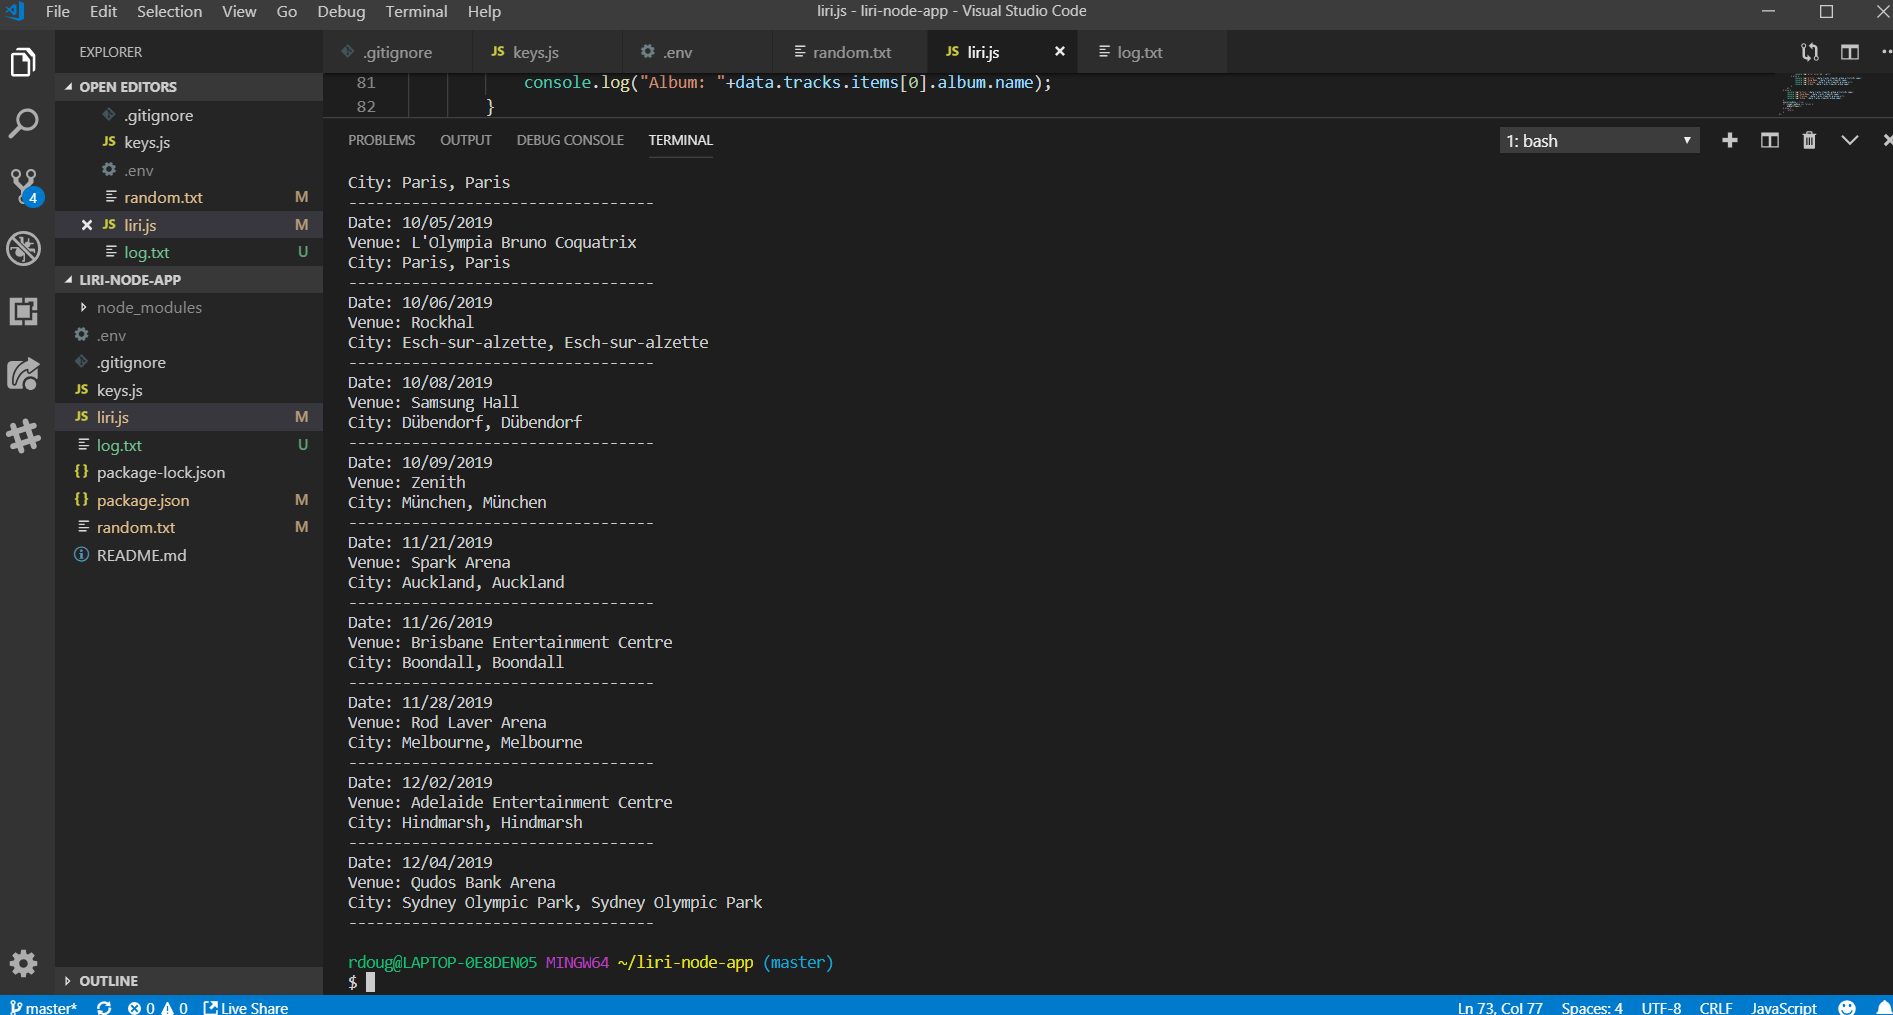 File Edit Selection View Go Debug Terminal Help
liri.js - liri-node-app - Visual Studio Code
EXPLORER
OPEN EDITORS
.gitignore
JS keys.js
.env
random.txt M
JS liri.js M
log.txt U
LIRI-NODE-APP
node_modules
.env
.gitignore
JS keys.js
JS liri.js M
log.txt U
{} package-lock.json
{} package.json M
random.txt M
README.md
OUTLINE
4
.gitignore JS keys.js .env random.txt JS liri.js log.txt
81 console.log("Album: "+data.tracks.items[0].album.name);
82 }
PROBLEMS OUTPUT DEBUG CONSOLE TERMINAL
1: bash
City: Paris, Paris
----------------------------------
Date: 10/05/2019
Venue: L'Olympia Bruno Coquatrix
City: Paris, Paris
----------------------------------
Date: 10/06/2019
Venue: Rockhal
City: Esch-sur-alzette, Esch-sur-alzette
----------------------------------
Date: 10/08/2019
Venue: Samsung Hall
City: Dübendorf, Dübendorf
----------------------------------
Date: 10/09/2019
Venue: Zenith
City: München, München
----------------------------------
Date: 11/21/2019
Venue: Spark Arena
City: Auckland, Auckland
----------------------------------
Date: 11/26/2019
Venue: Brisbane Entertainment Centre
City: Boondall, Boondall
----------------------------------
Date: 11/28/2019
Venue: Rod Laver Arena
City: Melbourne, Melbourne
----------------------------------
Date: 12/02/2019
Venue: Adelaide Entertainment Centre
City: Hindmarsh, Hindmarsh
----------------------------------
Date: 12/04/2019
Venue: Qudos Bank Arena
City: Sydney Olympic Park, Sydney Olympic Park
----------------------------------
rdoug@LAPTOP-0E8DEN05 MINGW64 ~/liri-node-app (master)
$
master* 0 0 Live Share
Ln 73, Col 77 Spaces: 4 UTF-8 CRLF JavaScript